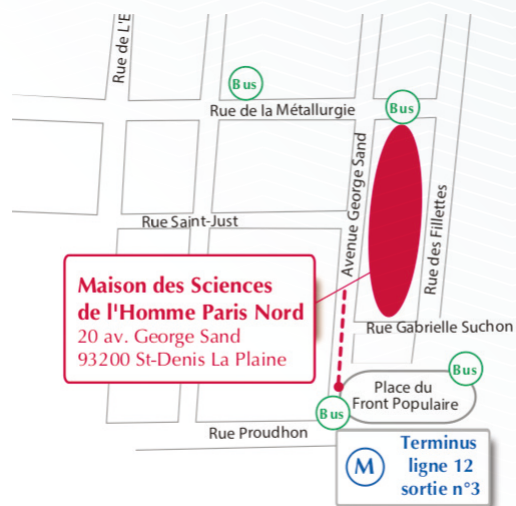 Rue de L'E
Bus
Rue de la Métallurgie
Bus
Avenue George Sand
Rue des Fillettes
Rue Saint-Just
Maison des Sciences
de l'Homme Paris Nord
20 av. George Sand
93200 St-Denis La Plaine
Rue Gabrielle Suchon
Bus
Place du
Front Populaire
Bus
Rue Proudhon
M
Terminus
ligne 12
sortie n°3